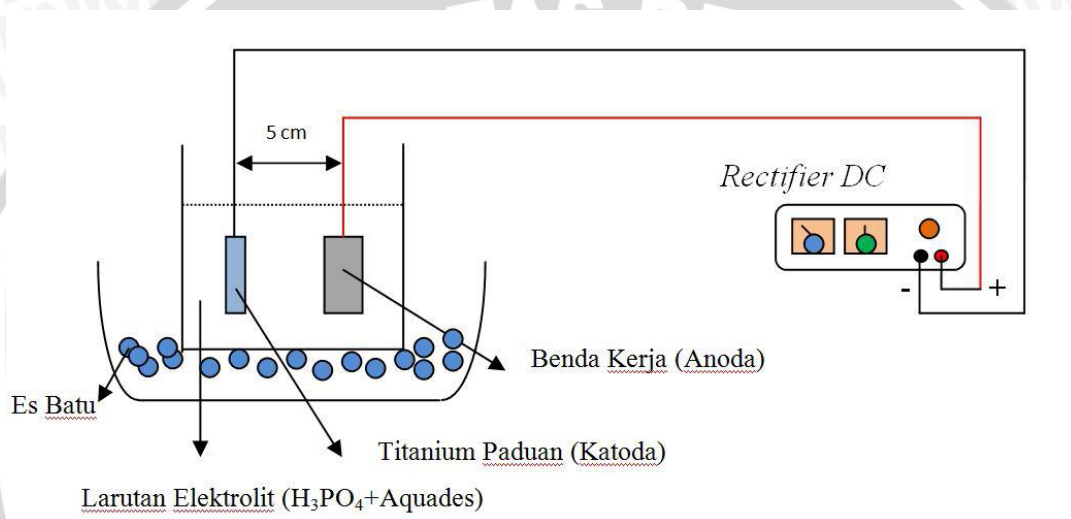 5 cm
Rectifier DC
-
+
Benda Kerja (Anoda)
Es Batu
Titanium Paduan (Katoda)
Larutan Elektrolit (H₃PO₄+Aquades)